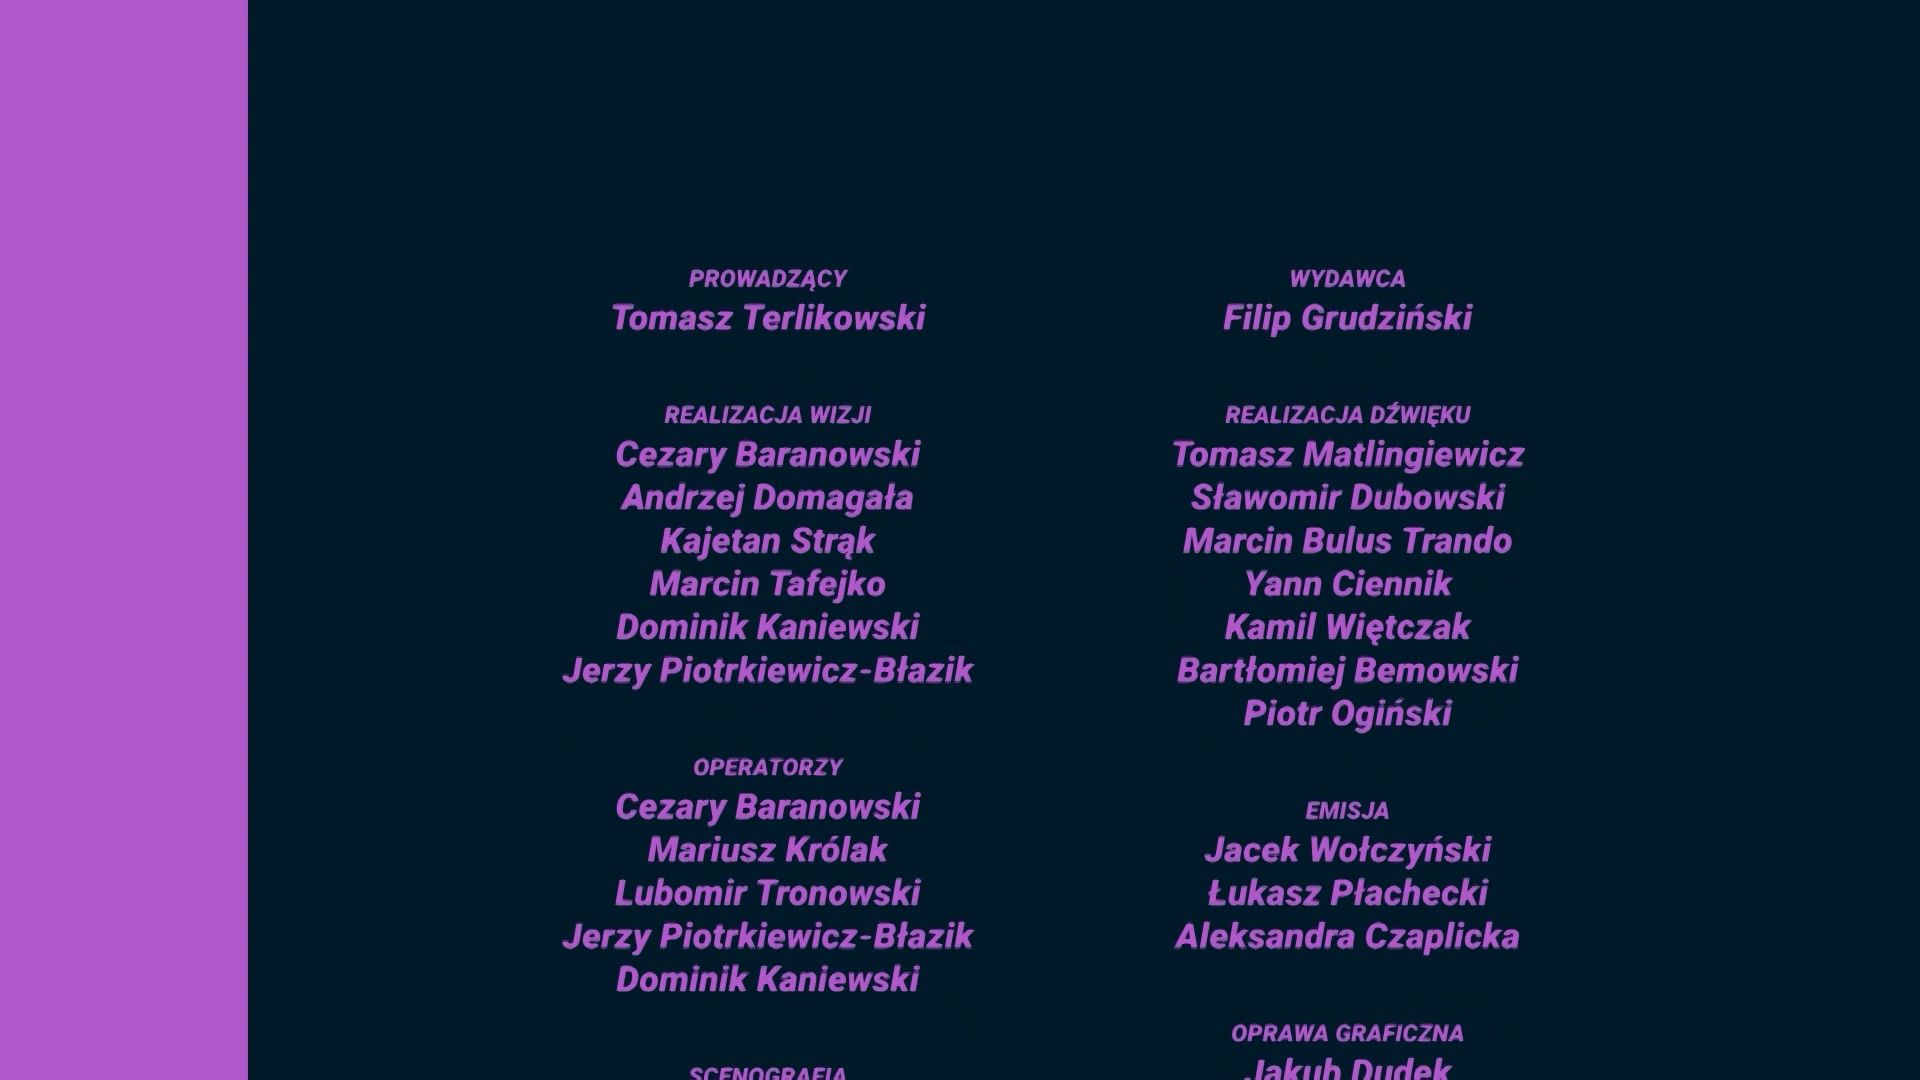 PROWADZĄCY
Tomasz Terlikowski
REALIZACJA WIZJI
Cezary Baranowski
Andrzej Domagała
Kajetan Strąk
Marcin Tafejko
Dominik Kaniewski
Jerzy Piotrkiewicz-Błazik
OPERATORZY
Cezary Baranowski
Mariusz Królak
Lubomir Tronowski
Jerzy Piotrkiewicz-Błazik
Dominik Kaniewski
SCENOGRAFIA
WYDAWCA
Filip Grudziński
REALIZACJA DŹWIĘKU
Tomasz Matlingiewicz
Sławomir Dubowski
Marcin Bulus Trando
Yann Ciennik
Kamil Więtczak
Bartłomiej Bemowski
Piotr Ogiński
EMISJA
Jacek Wołczyński
Łukasz Płachecki
Aleksandra Czaplicka
OPRAWA GRAFICZNA
Jakub Dudek